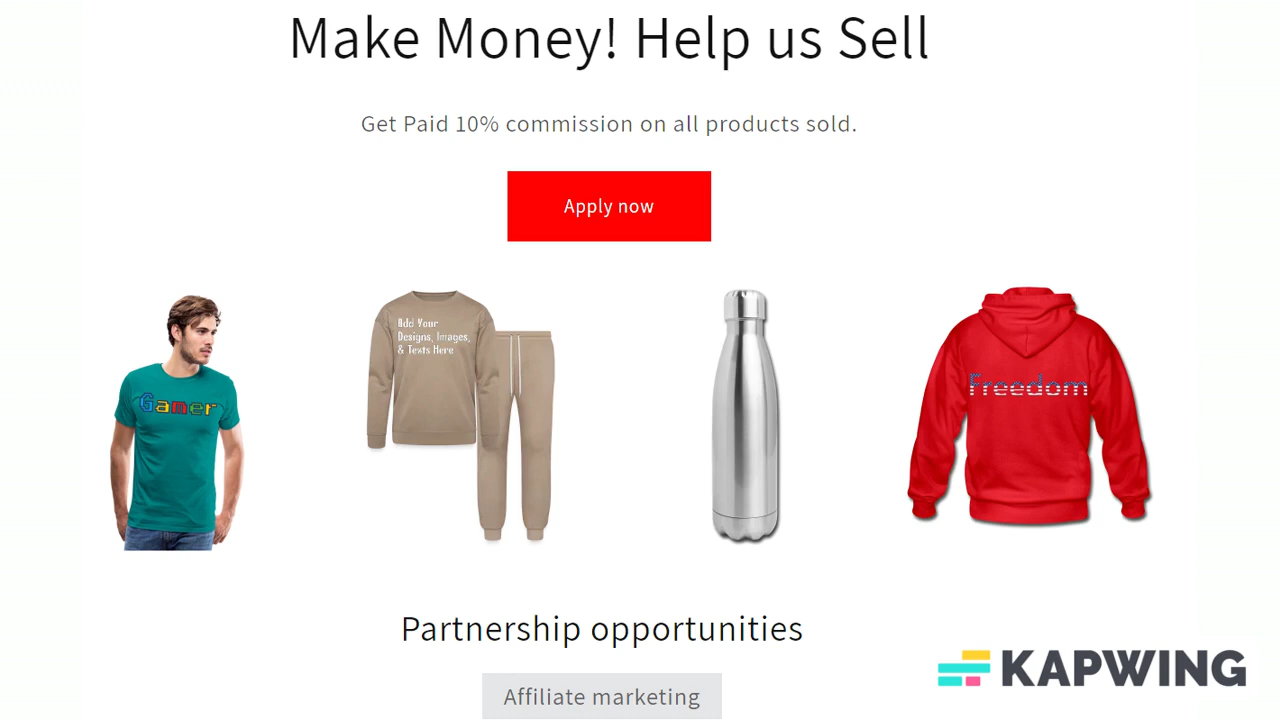 Make Money! Help us Sell
Get Paid 10% commission on all products sold.
Apply now
Gamer
Add Your
Designs, Images,
& Texts Here
Freedom
Partnership opportunities
KAPWING
Affiliate marketing